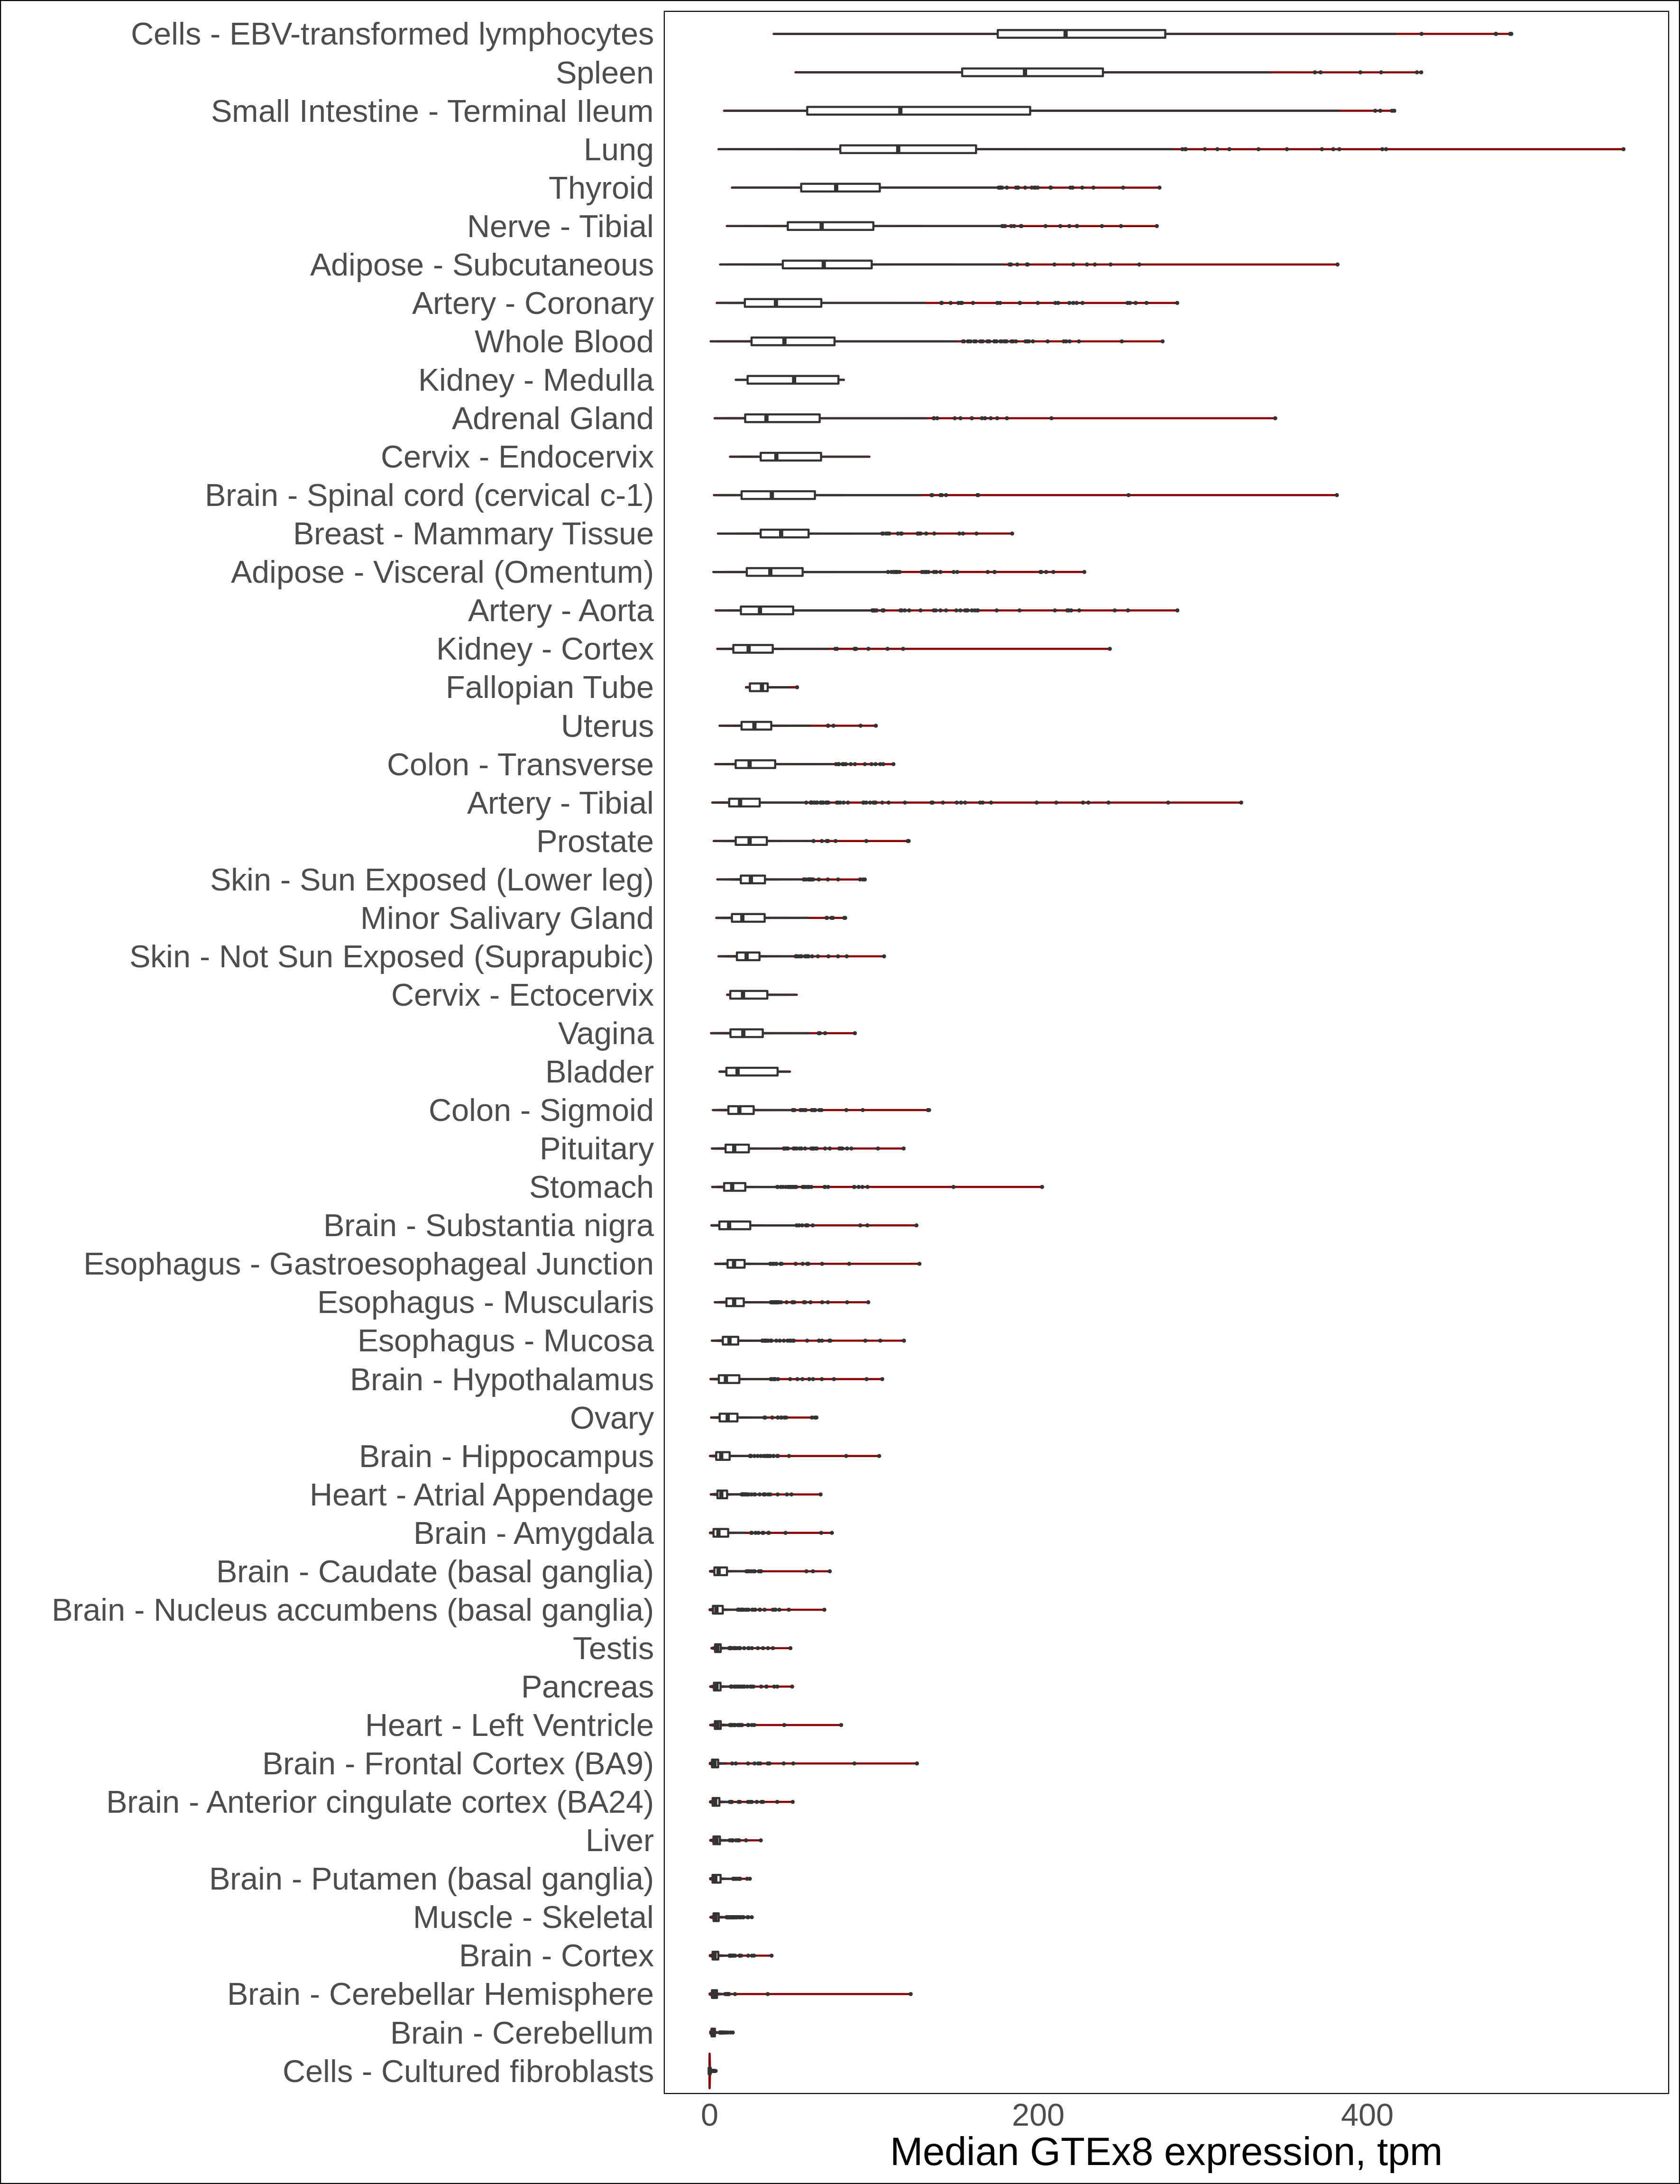 Cells - EBV-transformed lymphocytes
Spleen
Small Intestine - Terminal Ileum
Lung
Thyroid
Nerve - Tibial
Adipose - Subcutaneous
Artery - Coronary
Whole Blood
Kidney - Medulla
Adrenal Gland
Cervix - Endocervix
Brain - Spinal cord (cervical c-1)
Breast - Mammary Tissue
Adipose - Visceral (Omentum)
Artery - Aorta
Kidney - Cortex
Fallopian Tube
Uterus
Colon - Transverse
Artery - Tibial
Prostate
Skin - Sun Exposed (Lower leg)
Minor Salivary Gland
Skin - Not Sun Exposed (Suprapubic)
Cervix - Ectocervix
Vagina
Bladder
Colon - Sigmoid
Pituitary
Stomach
Brain - Substantia nigra
Esophagus - Gastroesophageal Junction
Esophagus - Muscularis
Esophagus - Mucosa
Brain - Hypothalamus
Ovary
Brain - Hippocampus
Heart - Atrial Appendage
Brain - Amygdala
Brain - Caudate (basal ganglia)
Brain - Nucleus accumbens (basal ganglia)
Testis
Pancreas
Heart - Left Ventricle
Brain - Frontal Cortex (BA9)
Brain - Anterior cingulate cortex (BA24)
Liver
Brain - Putamen (basal ganglia)
Muscle - Skeletal
Brain - Cortex
Brain - Cerebellar Hemisphere
Brain - Cerebellum
Cells - Cultured fibroblasts
0 200 400
Median GTEx8 expression, tpm